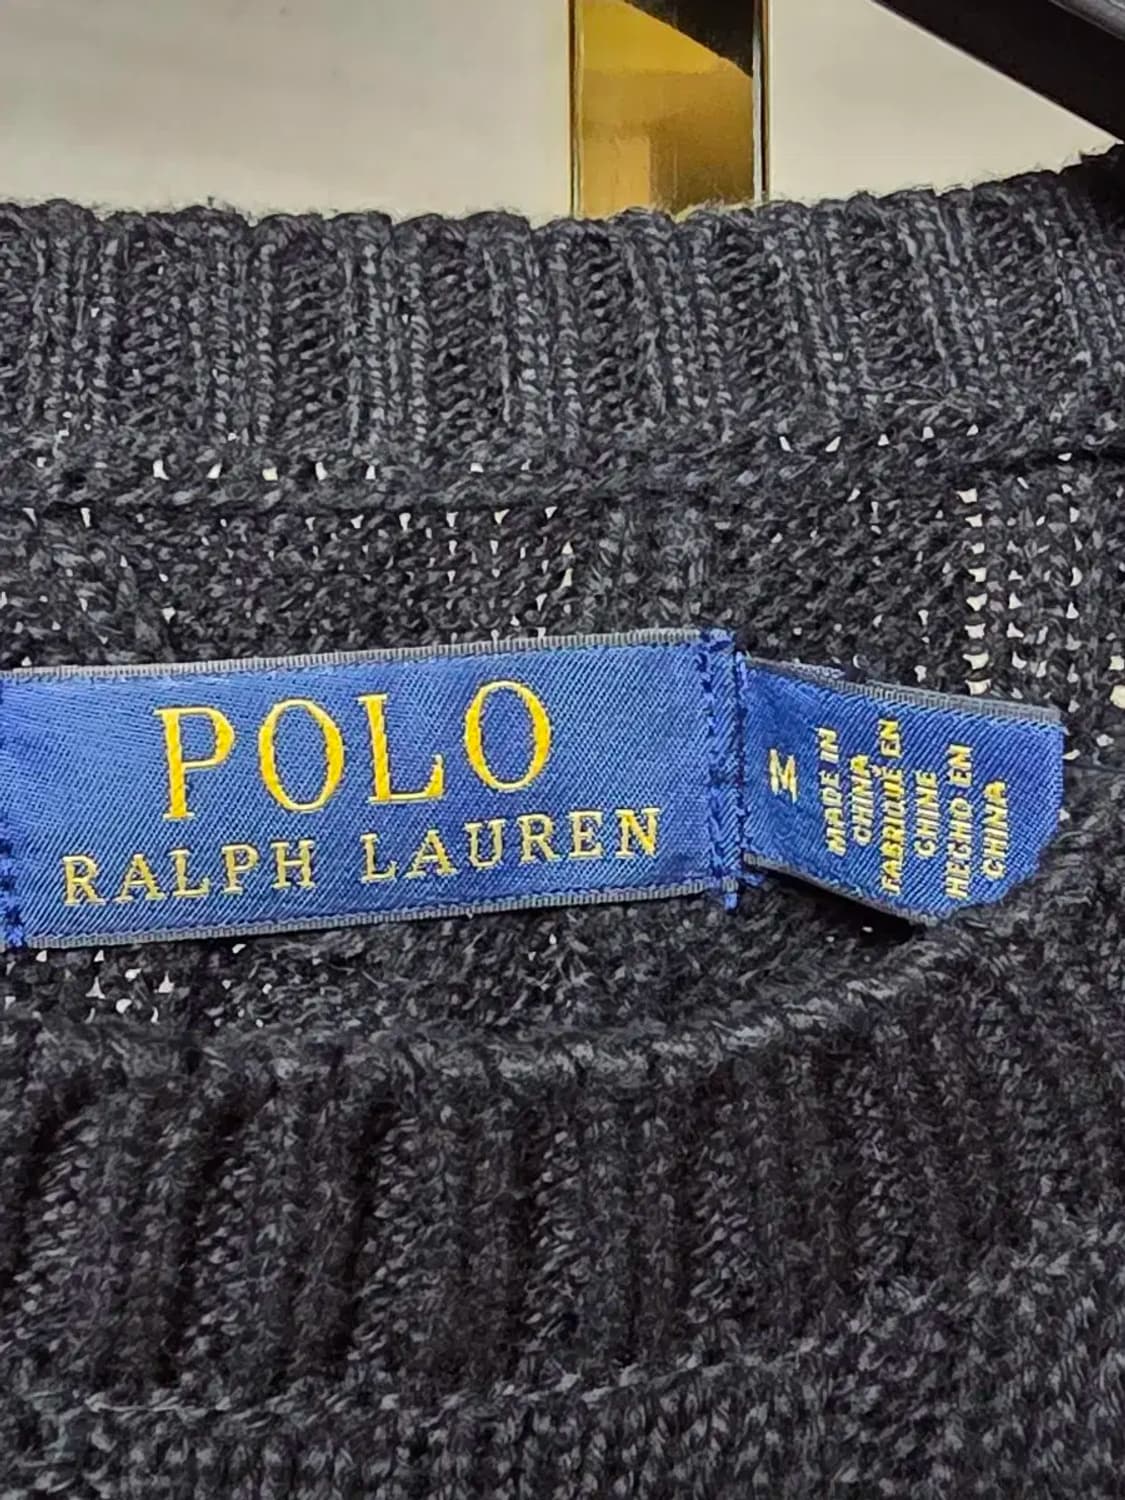 POLO
RALPH LAUREN
M
MADE IN
CHINA
FABRIQUÉ EN
CHINE
HECHO EN
CHINA